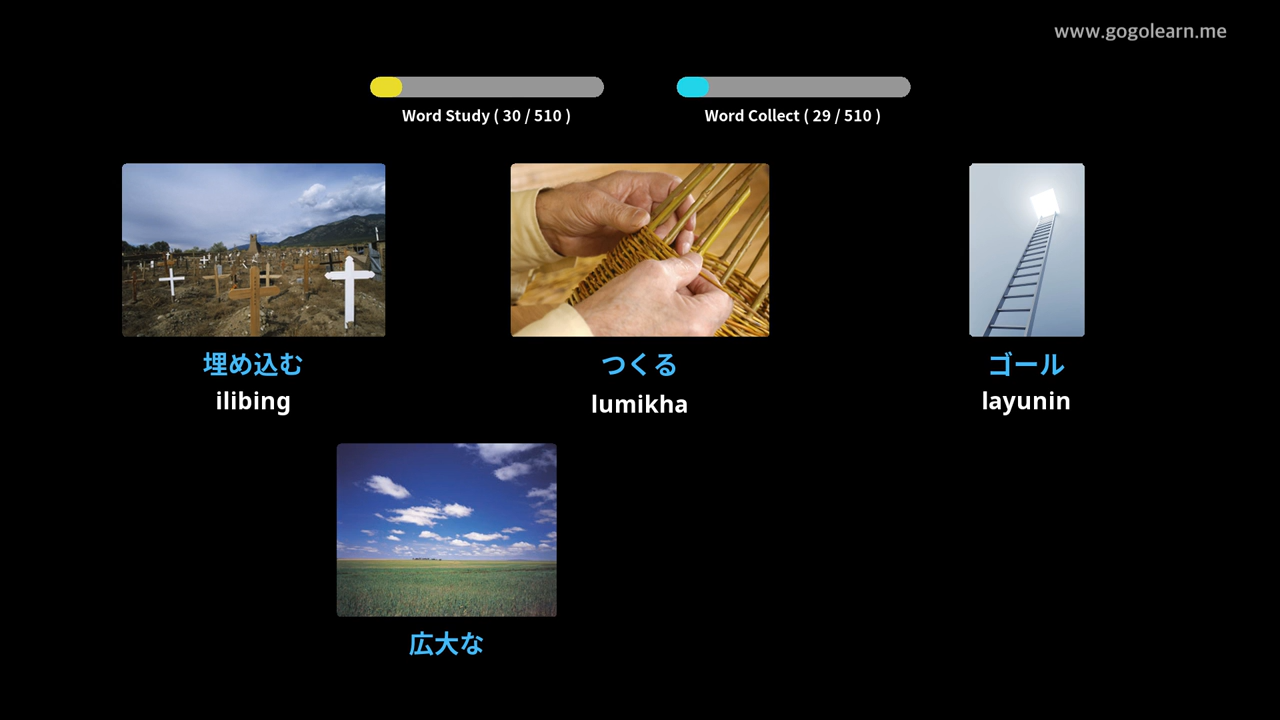 www.gogolearn.me
Word Study ( 30 / 510 )
Word Collect ( 29 / 510 )
埋め込む
ilibing
つくる
lumikha
ゴール
layunin
広大な